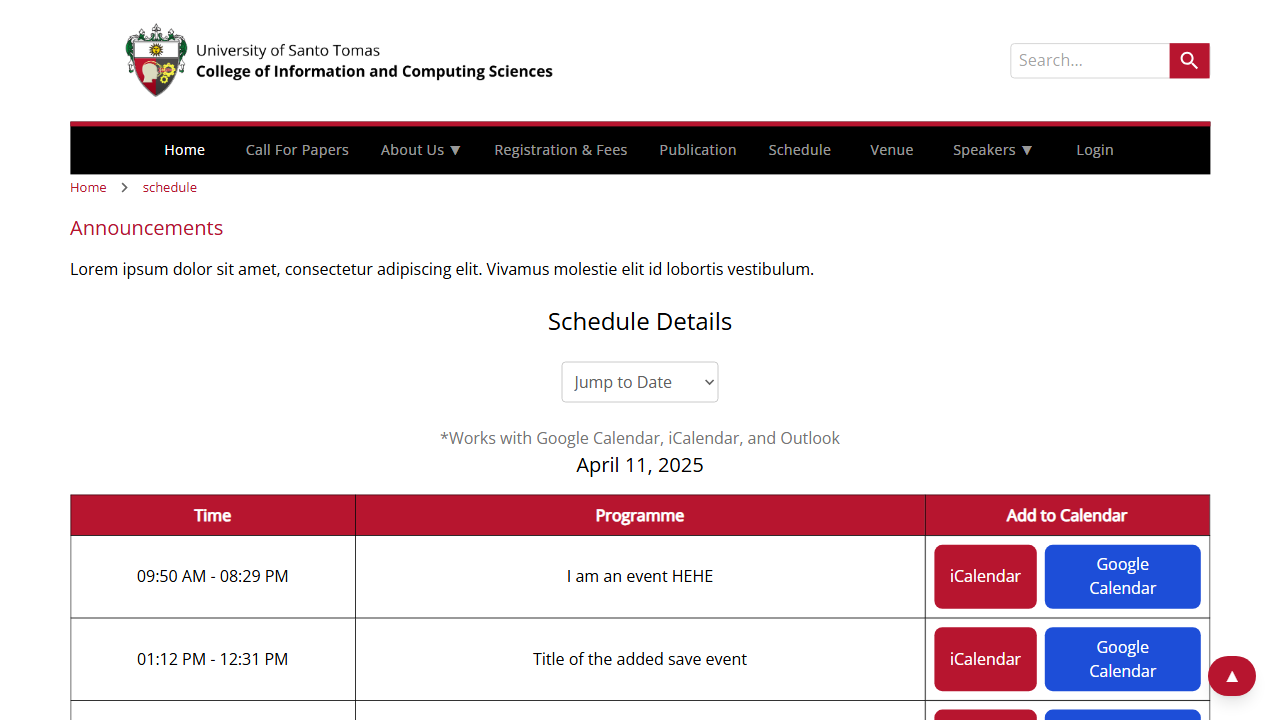 University of Santo Tomas
College of Information and Computing Sciences
Search...
Home Call For Papers About Us ▼ Registration & Fees Publication Schedule Venue Speakers ▼ Login
Home > schedule
Announcements
Lorem ipsum dolor sit amet, consectetur adipiscing elit. Vivamus molestie elit id lobortis vestibulum.
Schedule Details
Jump to Date
*Works with Google Calendar, iCalendar, and Outlook
April 11, 2025
Time Programme Add to Calendar
09:50 AM - 08:29 PM I am an event HEHE iCalendar Google Calendar
01:12 PM - 12:31 PM Title of the added save event iCalendar Google Calendar
▲